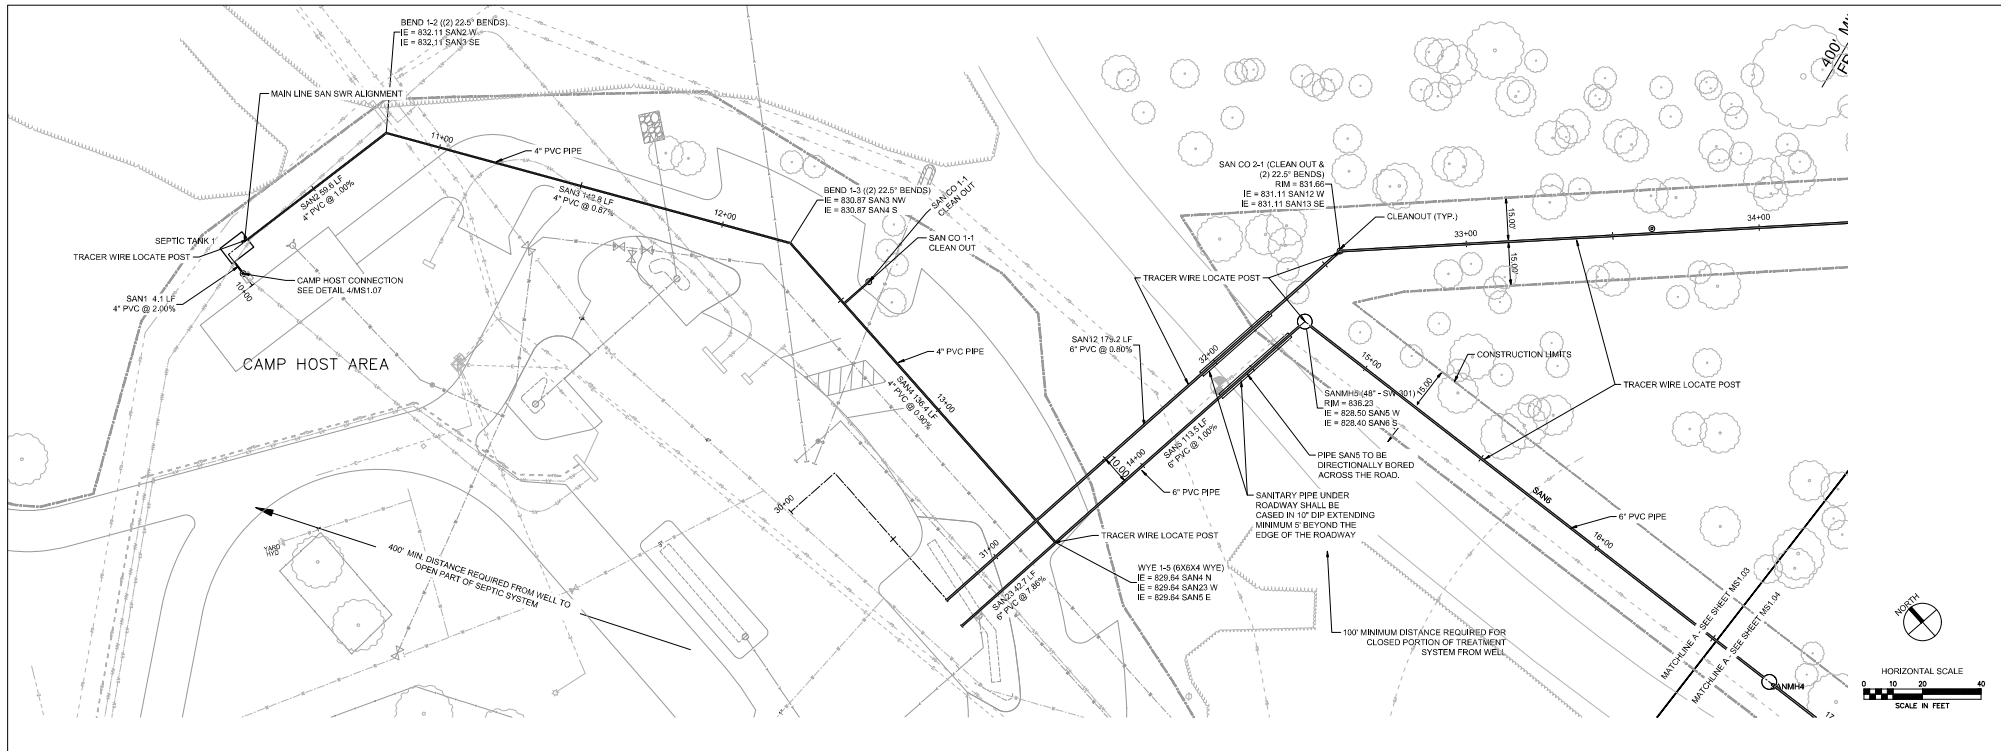 BEND 1-2 ((2) 22.5° BENDS)
IE = 832.11 SAN2 W
IE = 832.11 SAN3 SE
MAIN LINE SAN SWR ALIGNMENT
11+00
4" PVC PIPE
SAN2 59.6 LF
4" PVC @ 1.00%
SAN3 142.8 LF
4" PVC @ 0.87%
12+00
BEND 1-3 ((2) 22.5° BENDS)
IE = 830.87 SAN3 NW
IE = 830.87 SAN4 S
SAN CO 1-1
CLEAN OUT
SAN CO 1-1
CLEAN OUT
SEPTIC TANK 1
TRACER WIRE LOCATE POST
SAN1 4.1 LF
4" PVC @ 2.00%
10+00
CAMP HOST CONNECTION
SEE DETAIL 4/MS1.07
CAMP HOST AREA
4" PVC PIPE
SAN4 136.4 LF
4" PVC @ 0.90%
13+00
SAN CO 2-1 (CLEAN OUT &
(2) 22.5° BENDS)
RIM = 831.66
IE = 831.11 SAN12 W
IE = 831.11 SAN13 SE
CLEANOUT (TYP.)
15.00'
15.00'
33+00
34+00
TRACER WIRE LOCATE POST
SAN12 179.2 LF
6" PVC @ 0.80%
32+00
15+00
15.00
CONSTRUCTION LIMITS
TRACER WIRE LOCATE POST
SANMH5 (48" - SW-301)
RIM = 836.23
IE = 828.50 SAN5 W
IE = 828.40 SAN6 S
PIPE SAN5 TO BE
DIRECTIONALLY BORED
ACROSS THE ROAD.
SAN5 113.5 LF
6" PVC @ 1.00%
10.00
14+00
6" PVC PIPE
SANITARY PIPE UNDER
ROADWAY SHALL BE
CASED IN 10" DIP EXTENDING
MINIMUM 5' BEYOND THE
EDGE OF THE ROADWAY
SAN6
6" PVC PIPE
16+00
30+00
31+00
TRACER WIRE LOCATE POST
WYE 1-5 (6X6X4 WYE)
IE = 829.64 SAN4 N
IE = 829.64 SAN23 W
IE = 829.64 SAN5 E
SAN23 42.7 LF
6" PVC @ 7.86%
YARD
HYD
400' MIN. DISTANCE REQUIRED FROM WELL TO
OPEN PART OF SEPTIC SYSTEM
100' MINIMUM DISTANCE REQUIRED FOR
CLOSED PORTION OF TREATMENT
SYSTEM FROM WELL
MATCHLINE A - SEE SHEET MS1.03
MATCHLINE A - SEE SHEET MS1.04
SANMH4
17
NORTH
HORIZONTAL SCALE
0 10 20 40
SCALE IN FEET